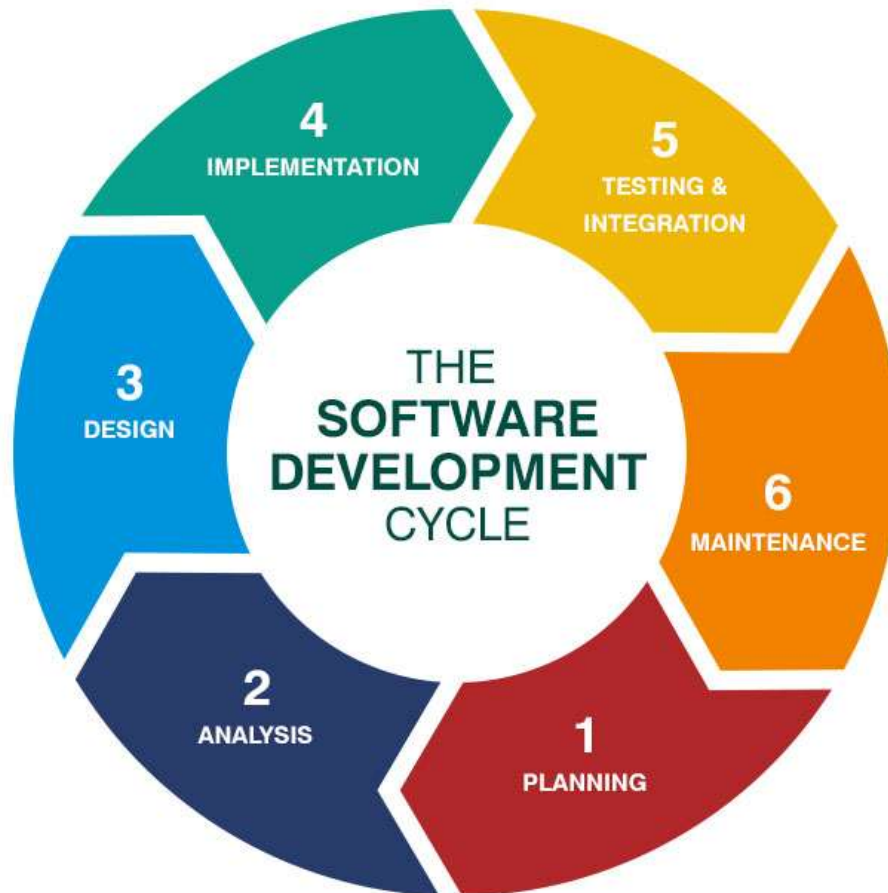 THE
SOFTWARE
DEVELOPMENT
CYCLE
1
PLANNING
2
ANALYSIS
3
DESIGN
4
IMPLEMENTATION
5
TESTING &
INTEGRATION
6
MAINTENANCE